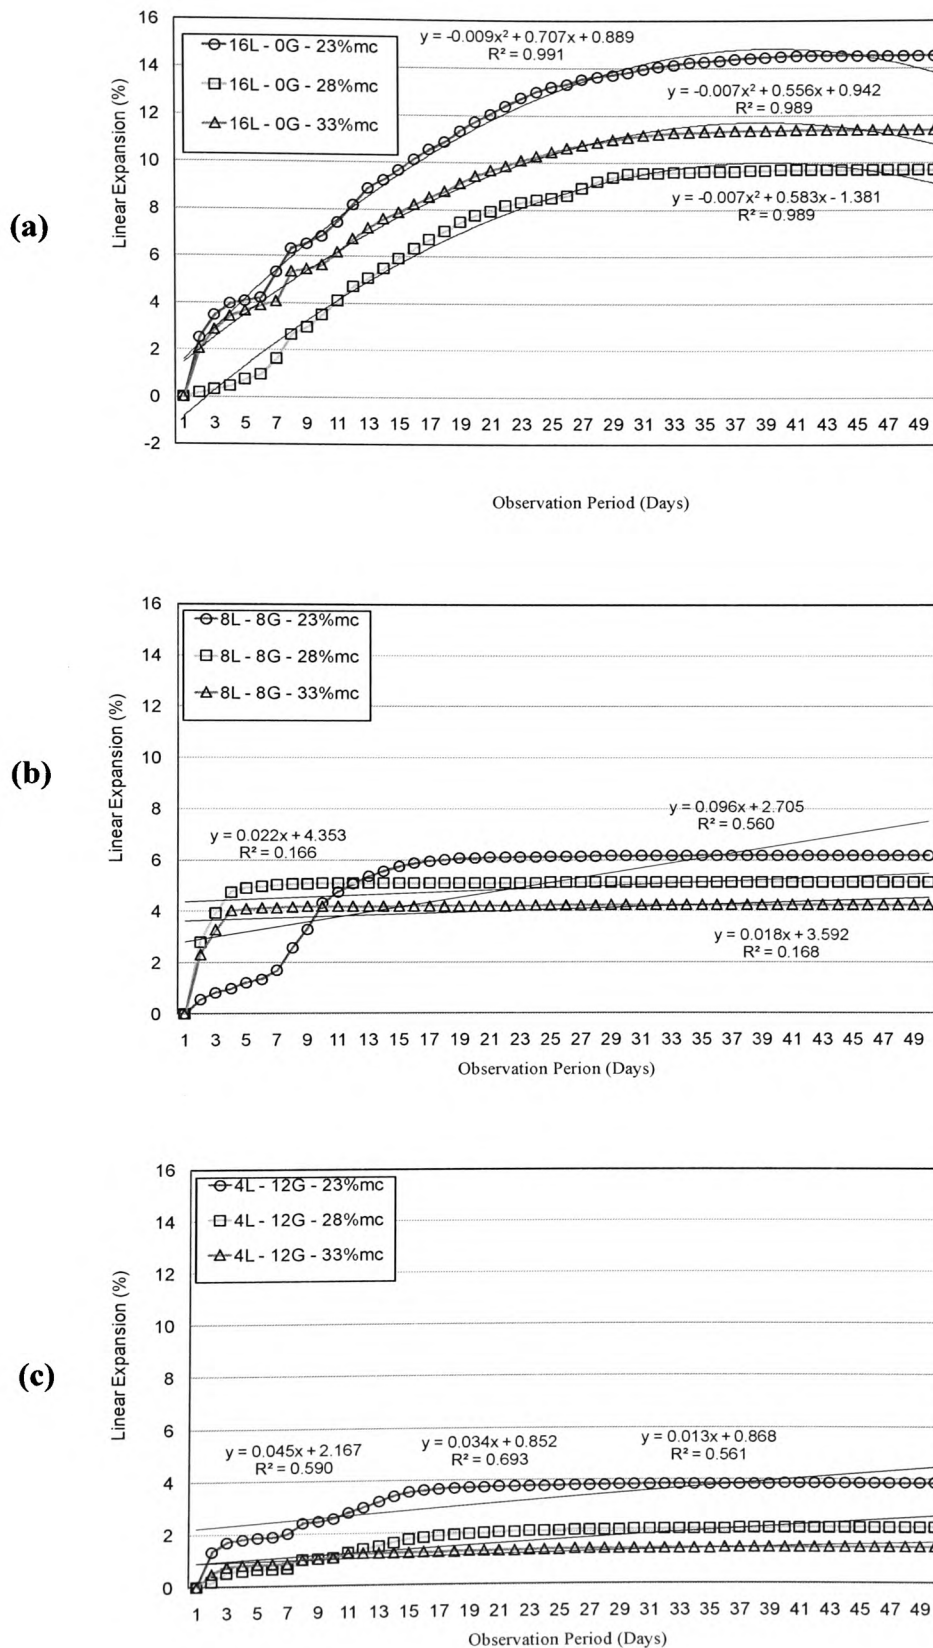 (a)
Linear Expansion (%)
16
14
12
10
8
6
4
2
0
-2
16L - 0G - 23%mc
16L - 0G - 28%mc
16L - 0G - 33%mc
y = -0.009x² + 0.707x + 0.889
R² = 0.991
y = -0.007x² + 0.556x + 0.942
R² = 0.989
y = -0.007x² + 0.583x - 1.381
R² = 0.989
1 3 5 7 9 11 13 15 17 19 21 23 25 27 29 31 33 35 37 39 41 43 45 47 49
Observation Period (Days)
(b)
Linear Expansion (%)
16
14
12
10
8
6
4
2
0
8L - 8G - 23%mc
8L - 8G - 28%mc
8L - 8G - 33%mc
y = 0.022x + 4.353
R² = 0.166
y = 0.096x + 2.705
R² = 0.560
y = 0.018x + 3.592
R² = 0.168
1 3 5 7 9 11 13 15 17 19 21 23 25 27 29 31 33 35 37 39 41 43 45 47 49
Observation Perion (Days)
(c)
Linear Expansion (%)
16
14
12
10
8
6
4
2
0
4L - 12G - 23%mc
4L - 12G - 28%mc
4L - 12G - 33%mc
y = 0.045x + 2.167
R² = 0.590
y = 0.034x + 0.852
R² = 0.693
y = 0.013x + 0.868
R² = 0.561
1 3 5 7 9 11 13 15 17 19 21 23 25 27 29 31 33 35 37 39 41 43 45 47 49
Observation Period (Days)